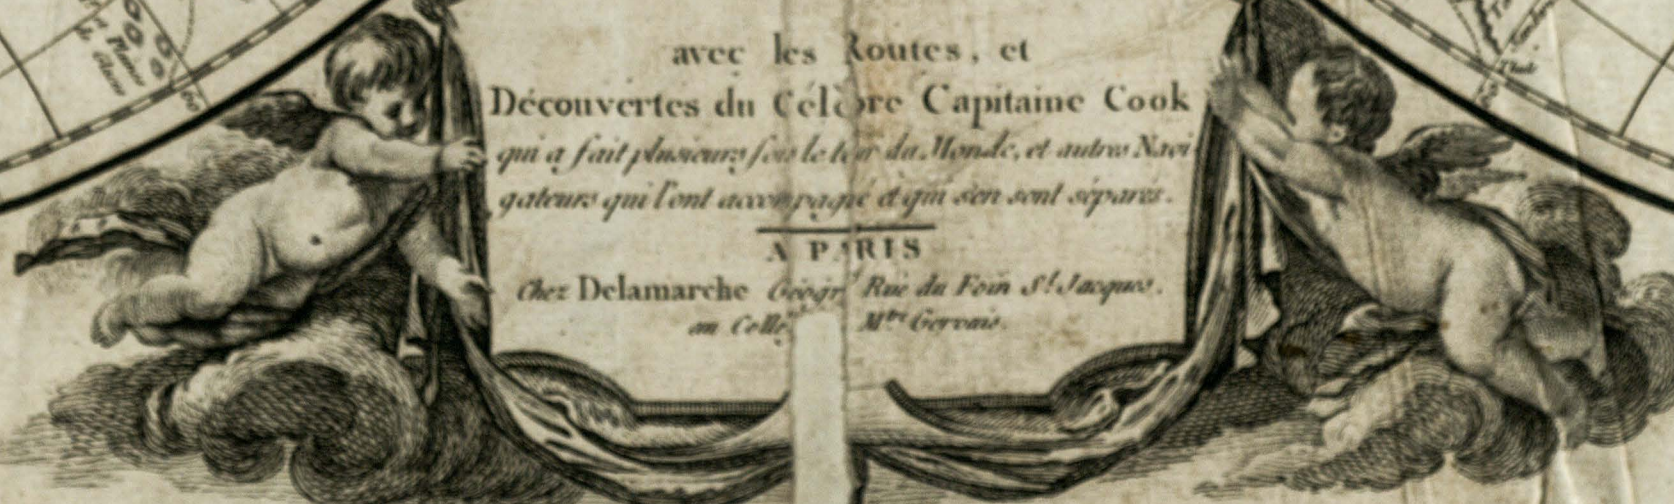 avec les Routes, et
Découvertes du Célèbre Capitaine Cook
qui a fait plusieurs fois le tour du Monde, et autres Navi
gateurs qui l'ont accompagné et qui s'en sont séparés.
A PARIS
Chez Delamarche Géogr. Rue du Foin St. Jacques.
au Colle Mtre Gervais.